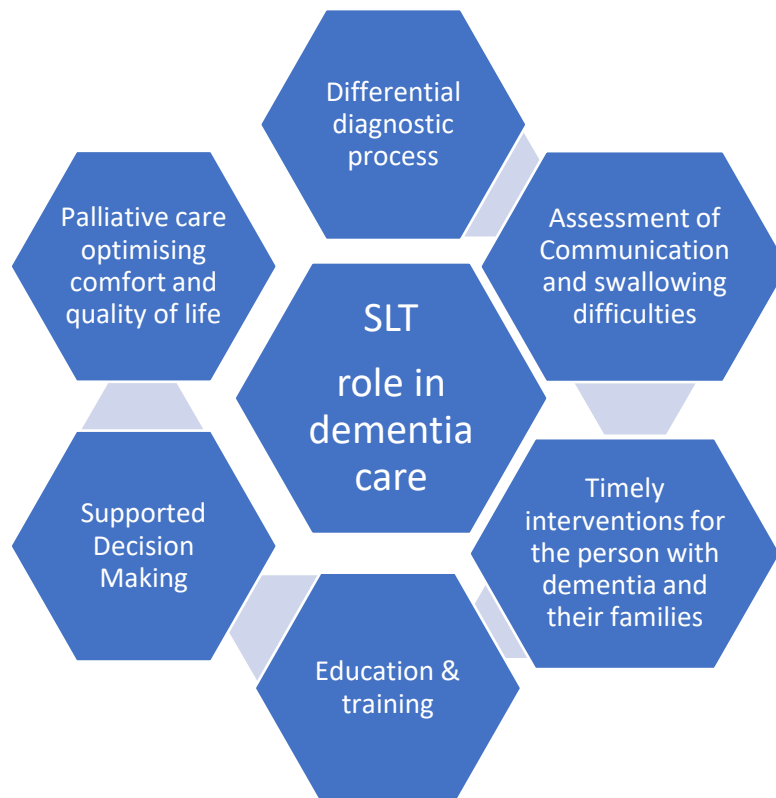 Differential
diagnostic
process
Assessment of
Communication
and swallowing
difficulties
Timely
interventions for
the person with
dementia and
their families
Education &
training
Supported
Decision
Making
Palliative care
optimising
comfort and
quality of life
SLT
role in
dementia
care